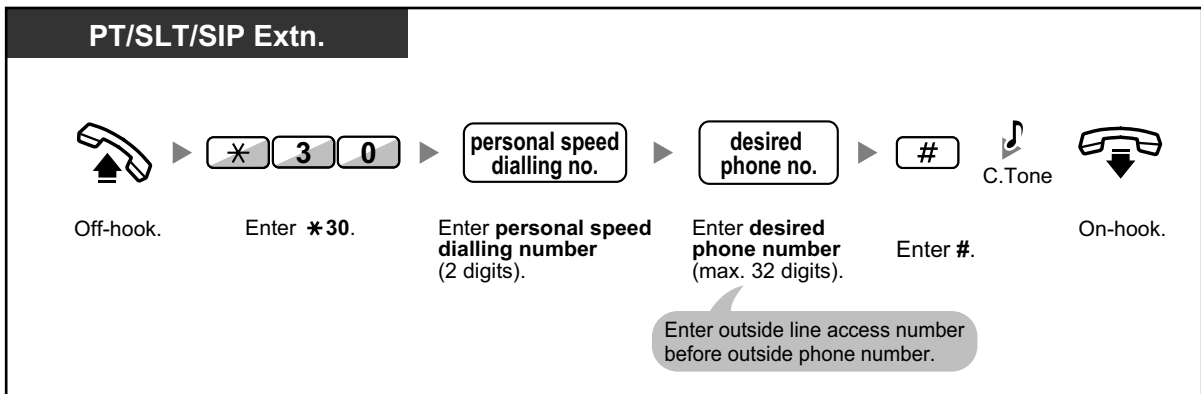 PT/SLT/SIP Extn.
* 3 0
personal speed
dialling no.
desired
phone no.
#
C.Tone
Off-hook.
Enter *30.
Enter personal speed
dialling number
(2 digits).
Enter desired
phone number
(max. 32 digits).
Enter #.
On-hook.
Enter outside line access number
before outside phone number.